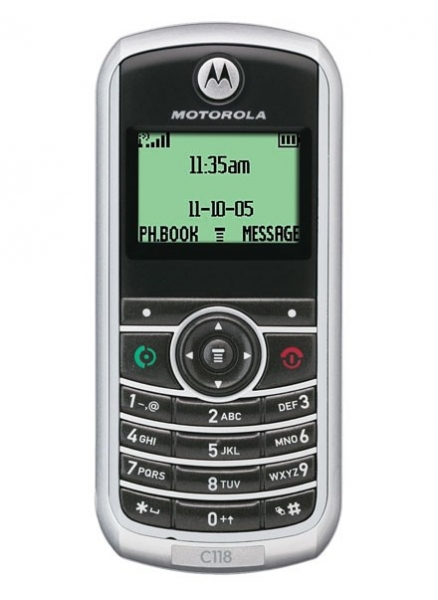 MOTOROLA
11:35am
11-10-05
PH.BOOK MESSAGE
1-,@
2 ABC
DEF 3
4 GHI
5 JKL
MNO 6
7 PQRS
8 TUV
WXYZ 9
*
0 +↑
#
C118